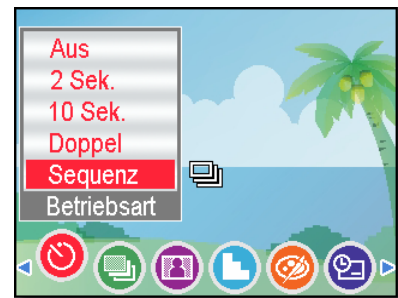 Aus
2 Sek.
10 Sek.
Doppel
Sequenz
Betriebsart